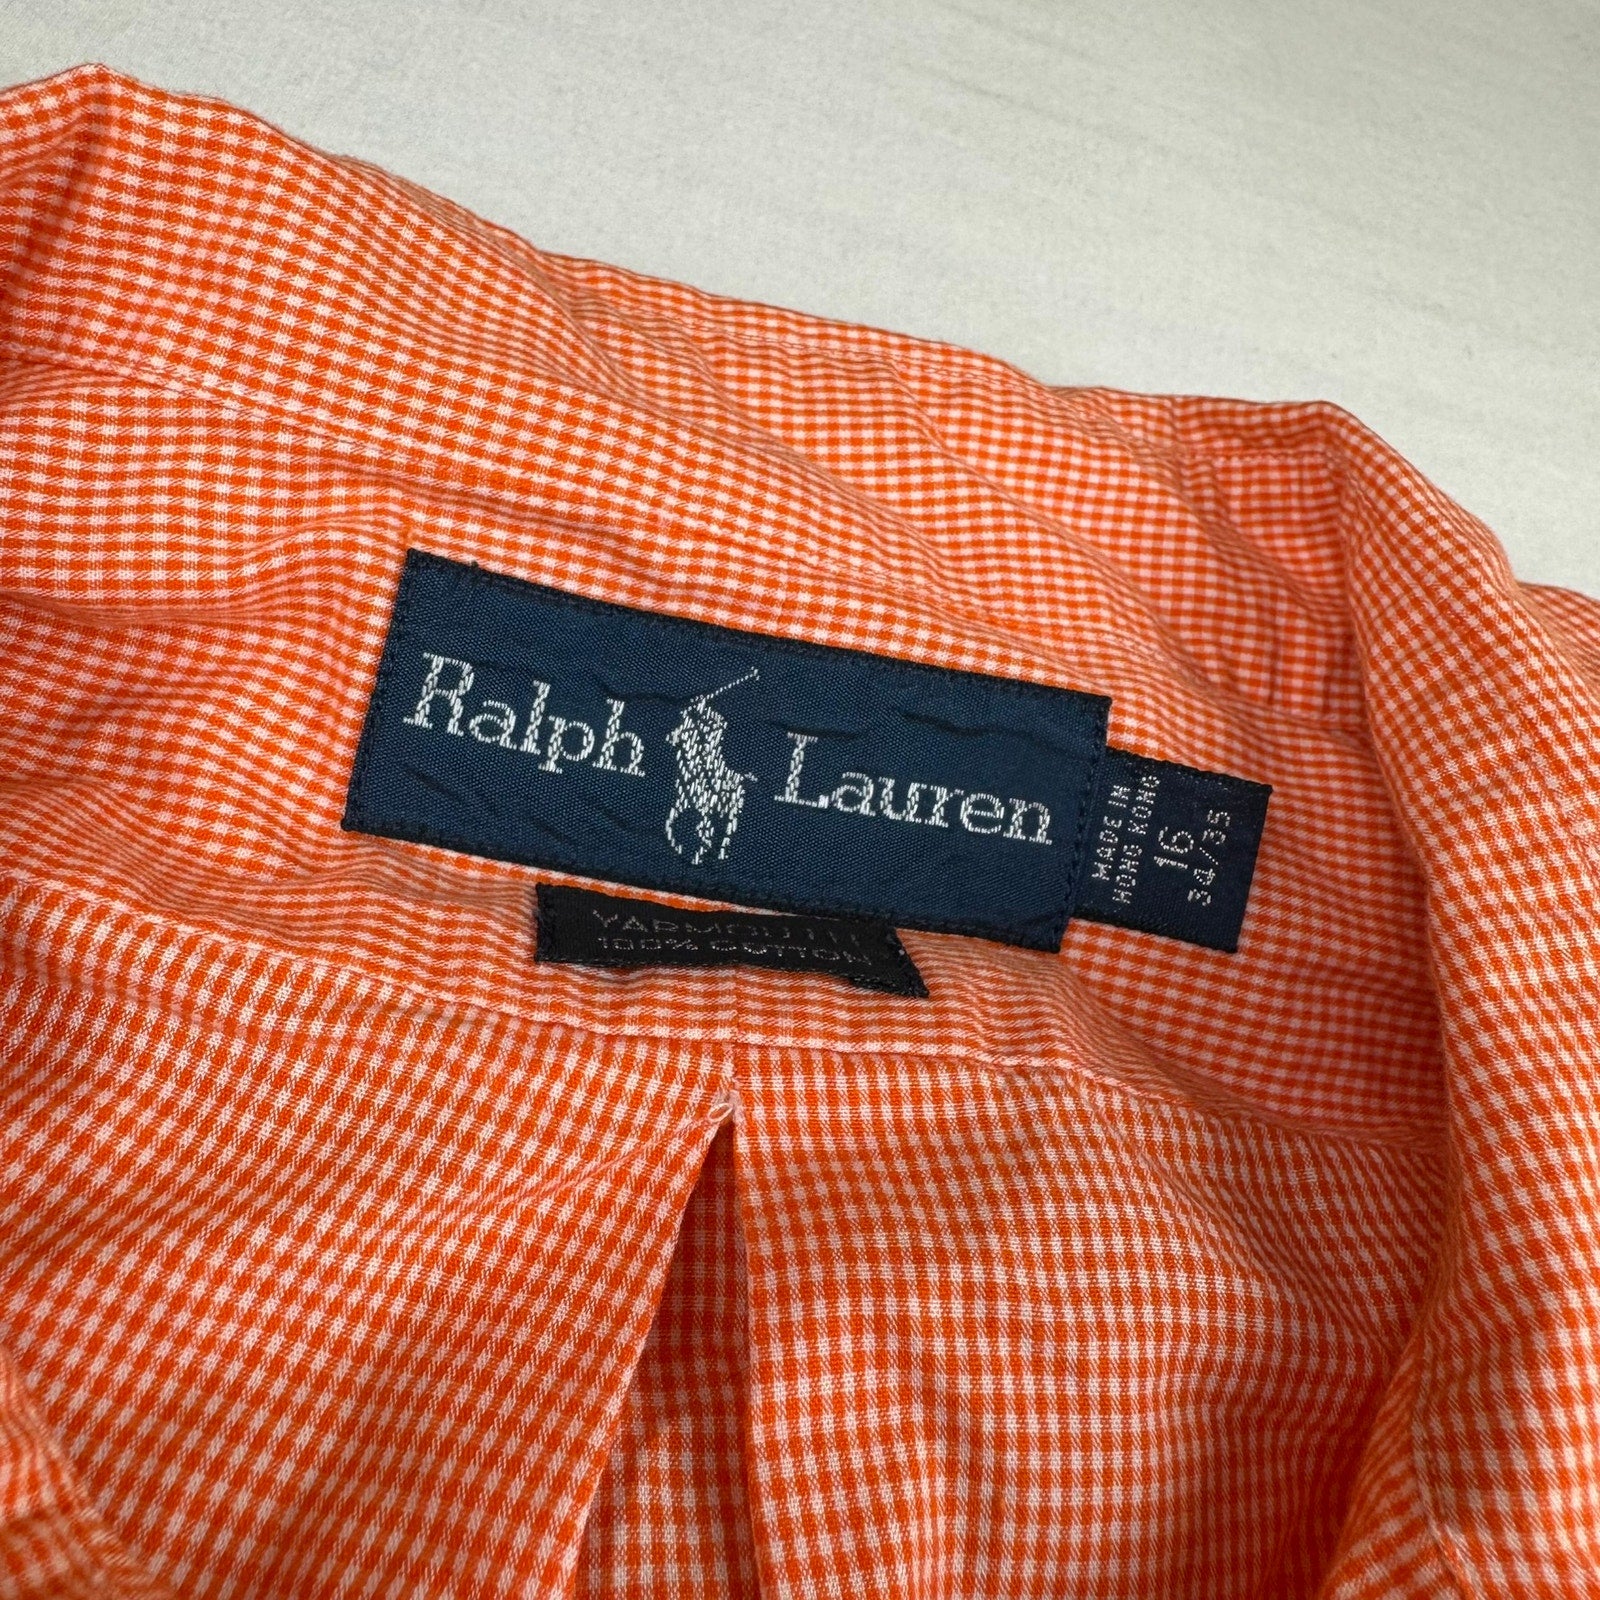 Ralph Lauren
MADE IN
HONG KONG
16
34/35
YARMOUTH
100% COTTON